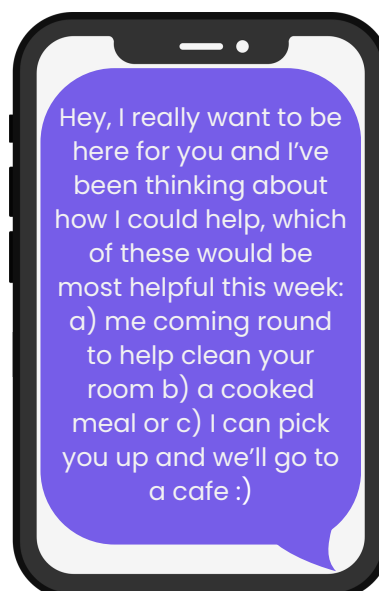 Hey, I really want to be
here for you and I’ve
been thinking about
how I could help, which
of these would be
most helpful this week:
a) me coming round
to help clean your
room b) a cooked
meal or c) I can pick
you up and we’ll go to
a cafe :)